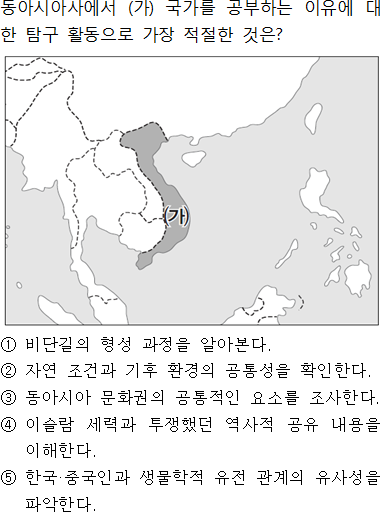 동아시아사에서 (가) 국가를 공부하는 이유에 대
한 탐구 활동으로 가장 적절한 것은?
(가)
① 비단길의 형성 과정을 알아본다.
② 자연 조건과 기후 환경의 공통성을 확인한다.
③ 동아시아 문화권의 공통적인 요소를 조사한다.
④ 이슬람 세력과 투쟁했던 역사적 공유 내용을
이해한다.
⑤ 한국·중국인과 생물학적 유전 관계의 유사성을
파악한다.